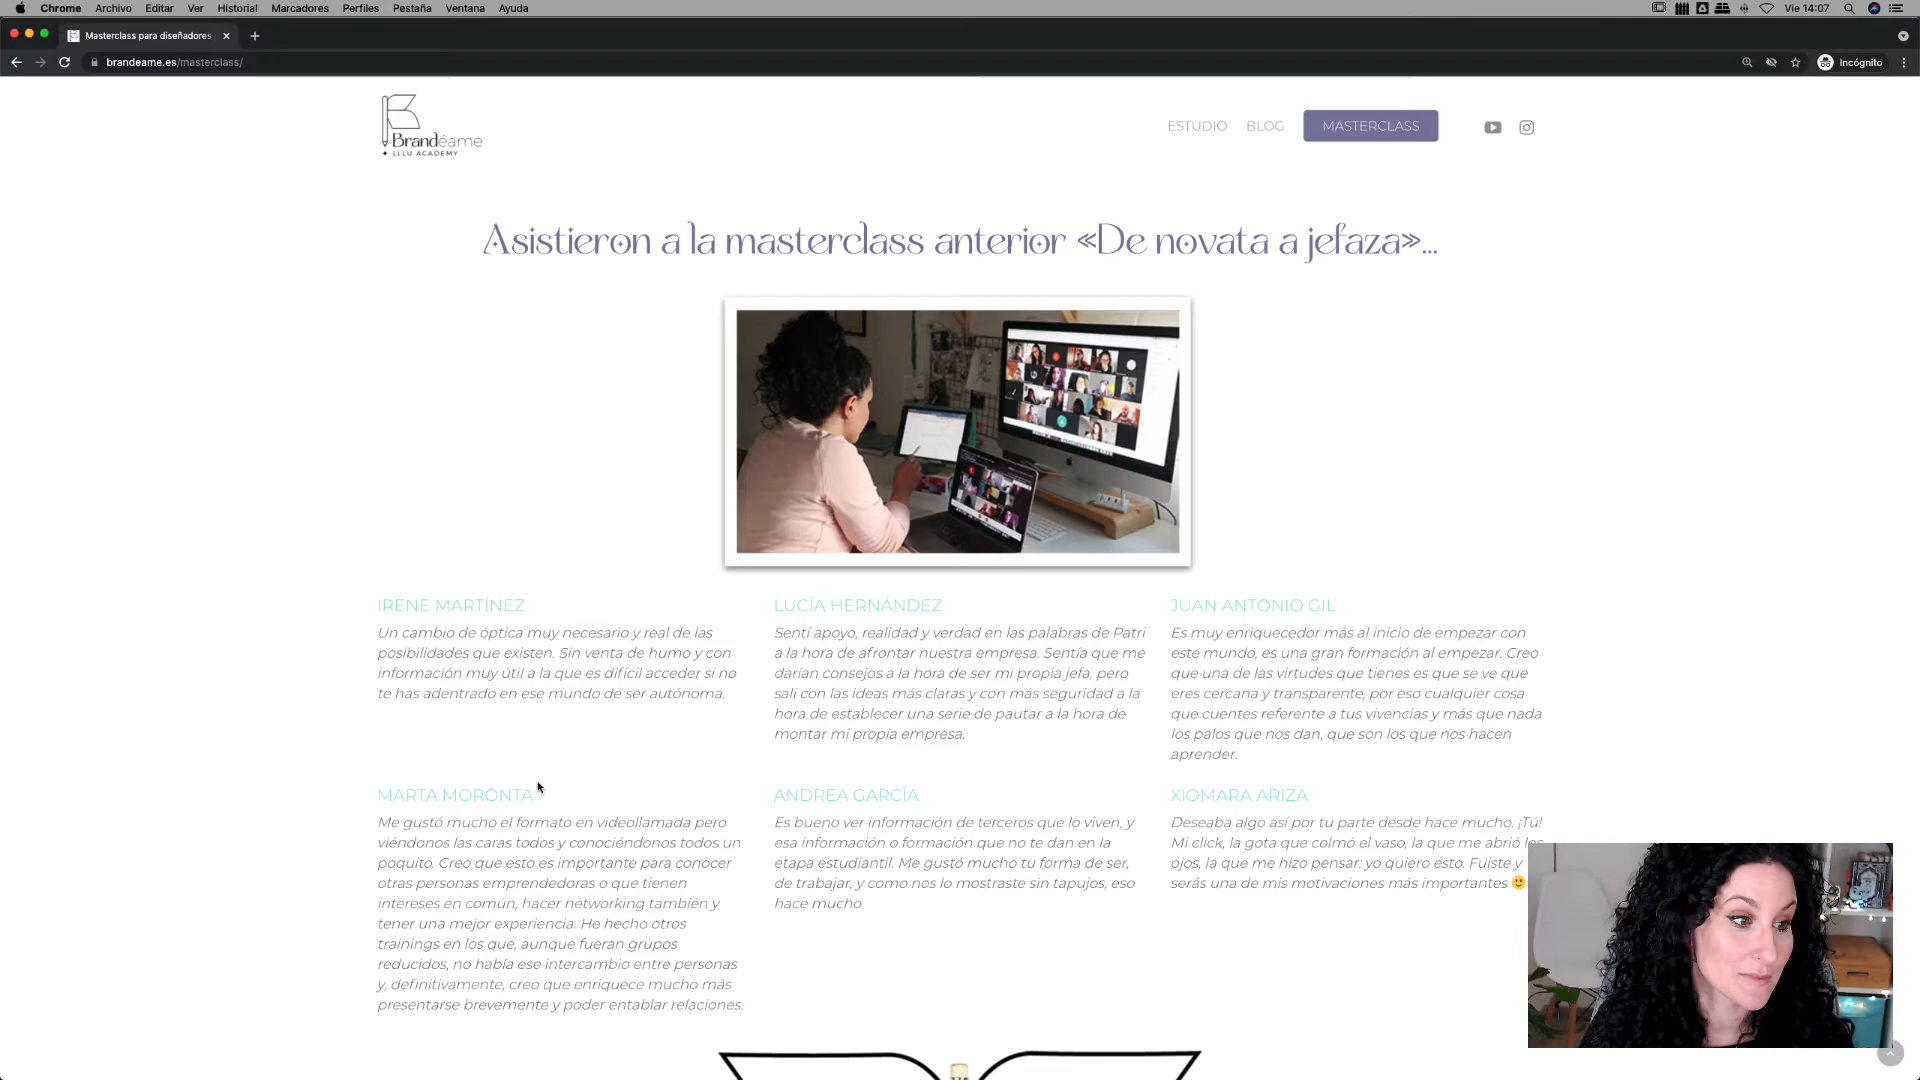 Chrome Archivo Editar Ver Historial Marcadores Perfiles Pestaña Ventana Ayuda
Vie 14:07
Masterclass para diseñadores
brandeame.es/masterclass/
Incógnito
Brandéame
LLLU ACADEMY
ESTUDIO BLOG MASTERCLASS
Asistieron a la masterclass anterior «De novata a jefaza»...
IRENE MARTÍNEZ
Un cambio de óptica muy necesario y real de las
posibilidades que existen. Sin venta de humo y con
información muy útil a la que es difícil acceder si no
te has adentrado en ese mundo de ser autónoma.
LUCÍA HERNÁNDEZ
Sentí apoyo, realidad y verdad en las palabras de Patri
a la hora de afrontar nuestra empresa. Sentía que me
darían consejos a la hora de ser mi propia jefa, pero
salí con las ideas más claras y con más seguridad a la
hora de establecer una serie de pautar a la hora de
montar mi propia empresa.
JUAN ANTONIO GIL
Es muy enriquecedor más al inicio de empezar con
este mundo, es una gran formación al empezar. Creo
que una de las virtudes que tienes es que se ve que
eres cercana y transparente, por eso cualquier cosa
que cuentes referente a tus vivencias y más que nada
los palos que nos dan, que son los que nos hacen
aprender.
MARTA MORONTA
Me gustó mucho el formato en videollamada pero
viéndonos las caras todos y conociéndonos todos un
poquito. Creo que esto es importante para conocer
otras personas emprendedoras o que tienen
intereses en común, hacer networking también y
tener una mejor experiencia. He hecho otros
trainings en los que, aunque fueran grupos
reducidos, no había ese intercambio entre personas
y, definitivamente, creo que enriquece mucho más
presentarse brevemente y poder entablar relaciones.
ANDREA GARCÍA
Es bueno ver información de terceros que lo viven, y
esa información o formación que no te dan en la
etapa estudiantil. Me gustó mucho tu forma de ser,
de trabajar, y como nos lo mostraste sin tapujos, eso
hace mucho
XIOMARA ARIZA
Deseaba algo así por tu parte desde hace mucho. ¡Tú!
Mi click, la gota que colmó el vaso, la que me abrió los
ojos, la que me hizo pensar: yo quiero esto. Fuiste y
serás una de mis motivaciones más importantes 🙂